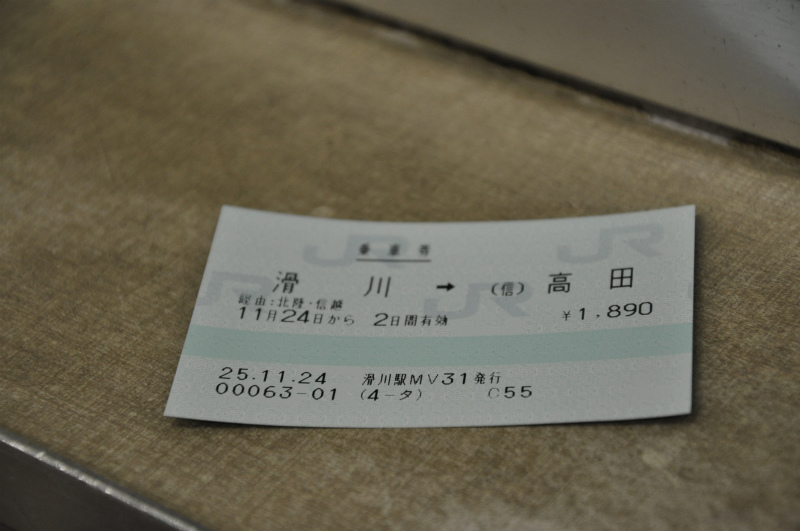 乗車券
滑川 → (信)高田
経由:北陸・信越
11月24日から 2日間有効 ¥1,890
25.11.24 滑川駅MV31発行
00063-01 (4-タ) C55